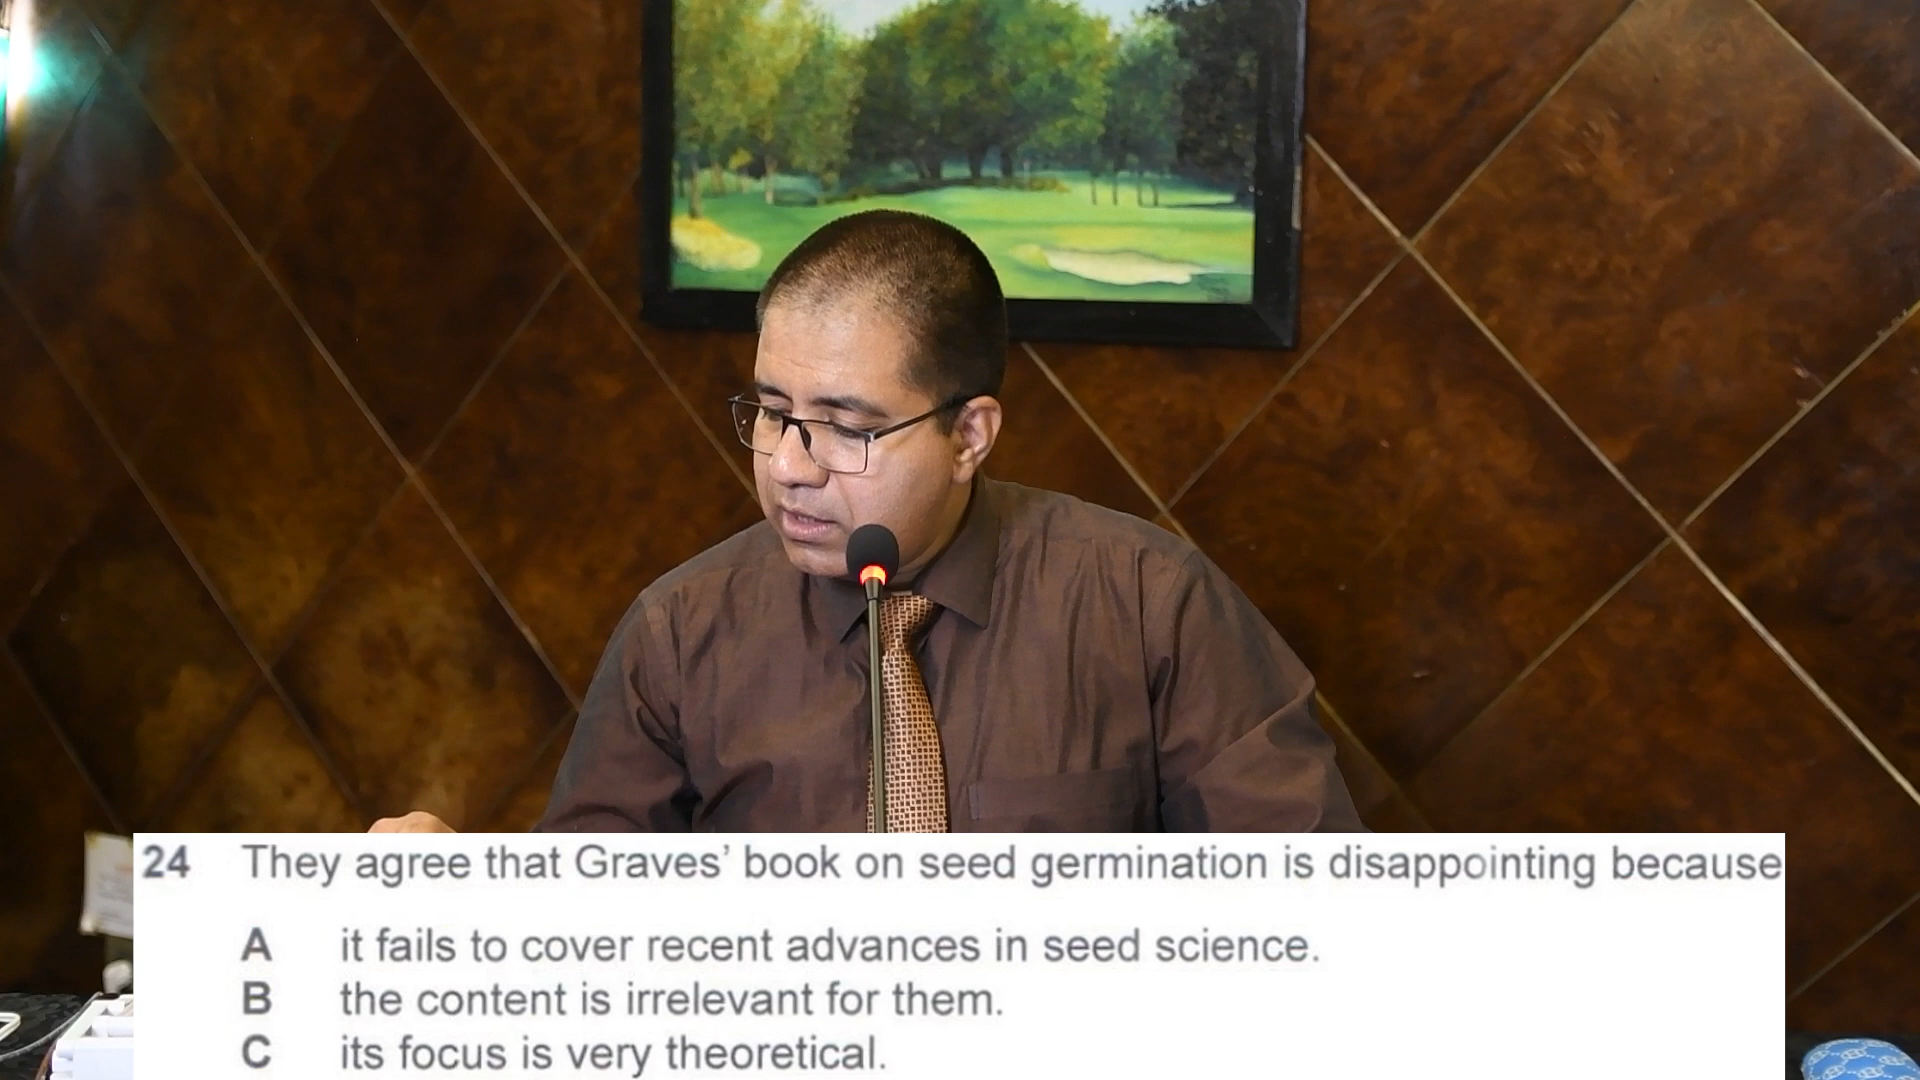 24 They agree that Graves’ book on seed germination is disappointing because
A it fails to cover recent advances in seed science.
B the content is irrelevant for them.
C its focus is very theoretical.